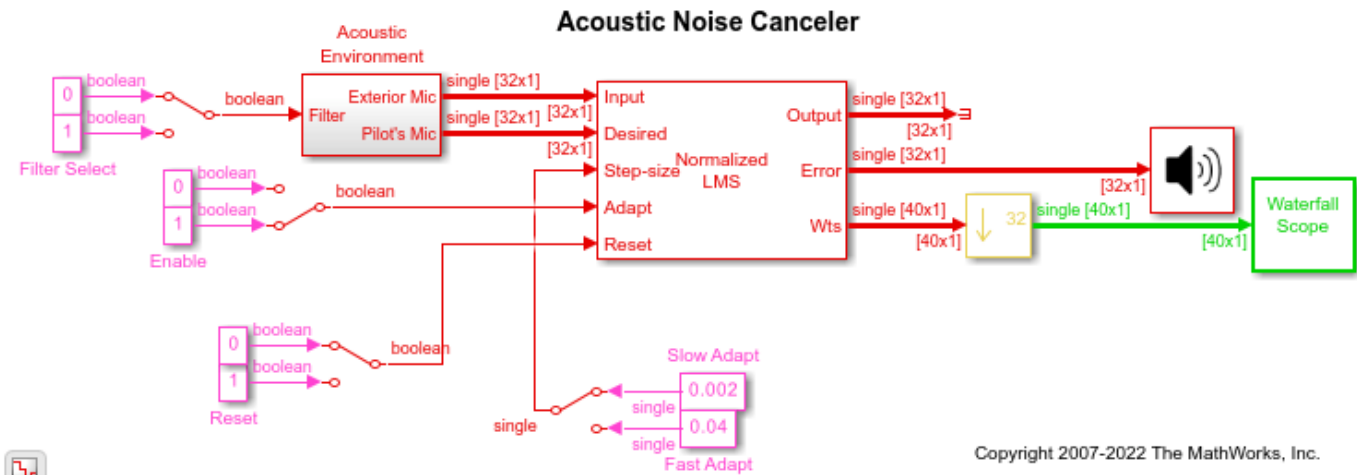 Acoustic Noise Canceler
Acoustic
Environment
boolean
0
1
boolean
Filter Select
boolean
Filter
Exterior Mic
Pilot's Mic
single [32x1]
[32x1]
single [32x1]
[32x1]
0
1
boolean
boolean
Enable
boolean
Input
Desired
Step-size
Adapt
Reset
Normalized
LMS
Output
Error
Wts
single [32x1]
[32x1]
single [32x1]
[32x1]
single [40x1]
[40x1]
32
single [40x1]
[40x1]
Waterfall
Scope
0
1
boolean
boolean
Reset
boolean
Slow Adapt
0.002
single
0.04
single
Fast Adapt
single
Copyright 2007-2022 The MathWorks, Inc.